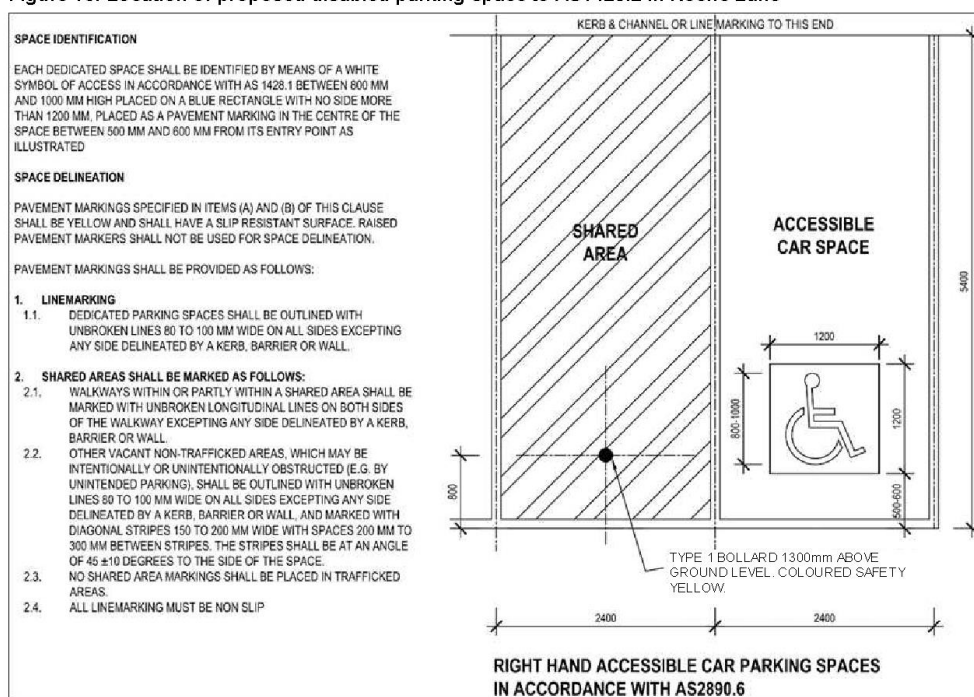 SPACE IDENTIFICATION
EACH DEDICATED SPACE SHALL BE IDENTIFIED BY MEANS OF A WHITE
SYMBOL OF ACCESS IN ACCORDANCE WITH AS 1428.1 BETWEEN 800 MM
AND 1000 MM HIGH PLACED ON A BLUE RECTANGLE WITH NO SIDE MORE
THAN 1200 MM, PLACED AS A PAVEMENT MARKING IN THE CENTRE OF THE
SPACE BETWEEN 500 MM AND 600 MM FROM ITS ENTRY POINT AS
ILLUSTRATED
SPACE DELINEATION
PAVEMENT MARKINGS SPECIFIED IN ITEMS (A) AND (B) OF THIS CLAUSE
SHALL BE YELLOW AND SHALL HAVE A SLIP RESISTANT SURFACE. RAISED
PAVEMENT MARKERS SHALL NOT BE USED FOR SPACE DELINEATION.
PAVEMENT MARKINGS SHALL BE PROVIDED AS FOLLOWS:
1. LINEMARKING
1.1. DEDICATED PARKING SPACES SHALL BE OUTLINED WITH
UNBROKEN LINES 80 TO 100 MM WIDE ON ALL SIDES EXCEPTING
ANY SIDE DELINEATED BY A KERB, BARRIER OR WALL.
2. SHARED AREAS SHALL BE MARKED AS FOLLOWS:
2.1. WALKWAYS WITHIN OR PARTLY WITHIN A SHARED AREA SHALL BE
MARKED WITH UNBROKEN LONGITUDINAL LINES ON BOTH SIDES
OF THE WALKWAY EXCEPTING ANY SIDE DELINEATED BY A KERB,
BARRIER OR WALL.
2.2. OTHER VACANT NON-TRAFFICKED AREAS, WHICH MAY BE
INTENTIONALLY OR UNINTENTIONALLY OBSTRUCTED (E.G. BY
UNINTENDED PARKING), SHALL BE OUTLINED WITH UNBROKEN
LINES 80 TO 100 MM WIDE ON ALL SIDES EXCEPTING ANY SIDE
DELINEATED BY A KERB, BARRIER OR WALL, AND MARKED WITH
DIAGONAL STRIPES 150 TO 200 MM WIDE WITH SPACES 200 MM TO
300 MM BETWEEN STRIPES. THE STRIPES SHALL BE AT AN ANGLE
OF 45 ±10 DEGREES TO THE SIDE OF THE SPACE.
2.3. NO SHARED AREA MARKINGS SHALL BE PLACED IN TRAFFICKED
AREAS.
2.4. ALL LINEMARKING MUST BE NON SLIP
KERB & CHANNEL OR LINE MARKING TO THIS END
SHARED
AREA
ACCESSIBLE
CAR SPACE
5400
1200
800-1000
1200
500-600
800
TYPE 1 BOLLARD 1300mm ABOVE
GROUND LEVEL. COLOURED SAFETY
YELLOW.
2400
2400
RIGHT HAND ACCESSIBLE CAR PARKING SPACES
IN ACCORDANCE WITH AS2890.6